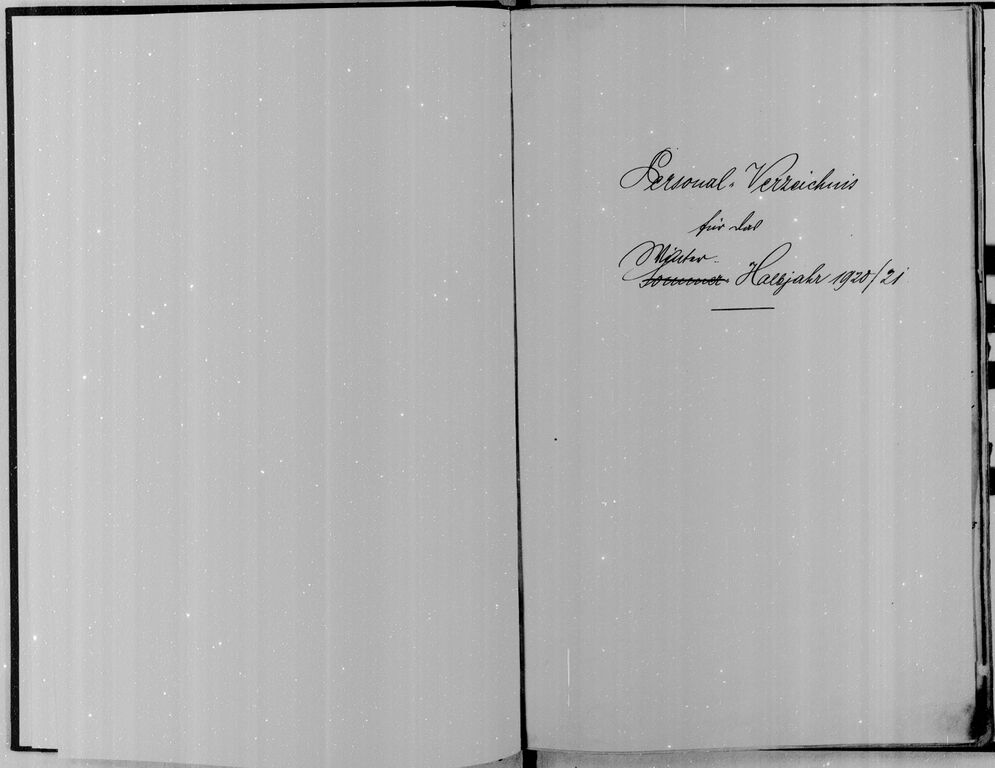 Personal-Verzeichnis
für das
Winter-
Sommer- Halbjahr 1920/21